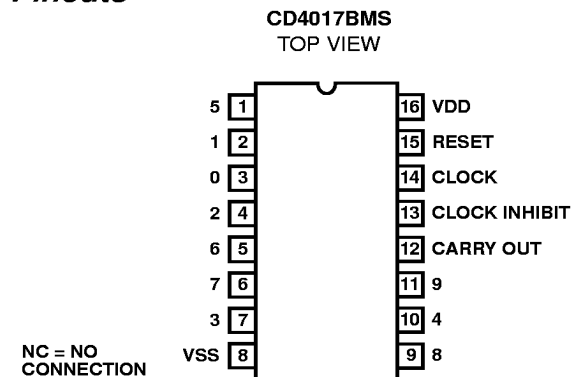 Pinouts
CD4017BMS
TOP VIEW
5 1 16 VDD
1 2 15 RESET
0 3 14 CLOCK
2 4 13 CLOCK INHIBIT
6 5 12 CARRY OUT
7 6 11 9
3 7 10 4
VSS 8 9 8
NC = NO
CONNECTION